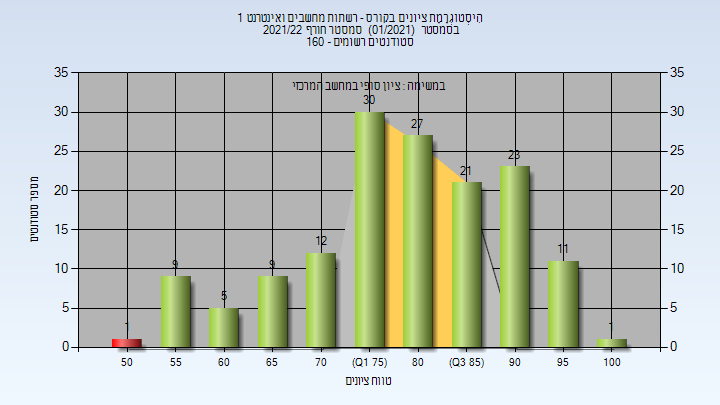 היסטוגרמת ציונים בקורס - רשתות מחשבים ואינטרנט 1
בסמסטר (01/2021) סמסטר חורף 2021/22
סטודנטים רשומים - 160
במשימה : ציון סופי במחשב המרכזי
35 35
30 30
25 25
20 20
15 15
10 10
5 5
0 0
1 9 5 9 12 30 27 21 23 11 1
50 55 60 65 70 (Q1 75) 80 (Q3 85) 90 95 100
מספר סטודנטים
טווח ציונים